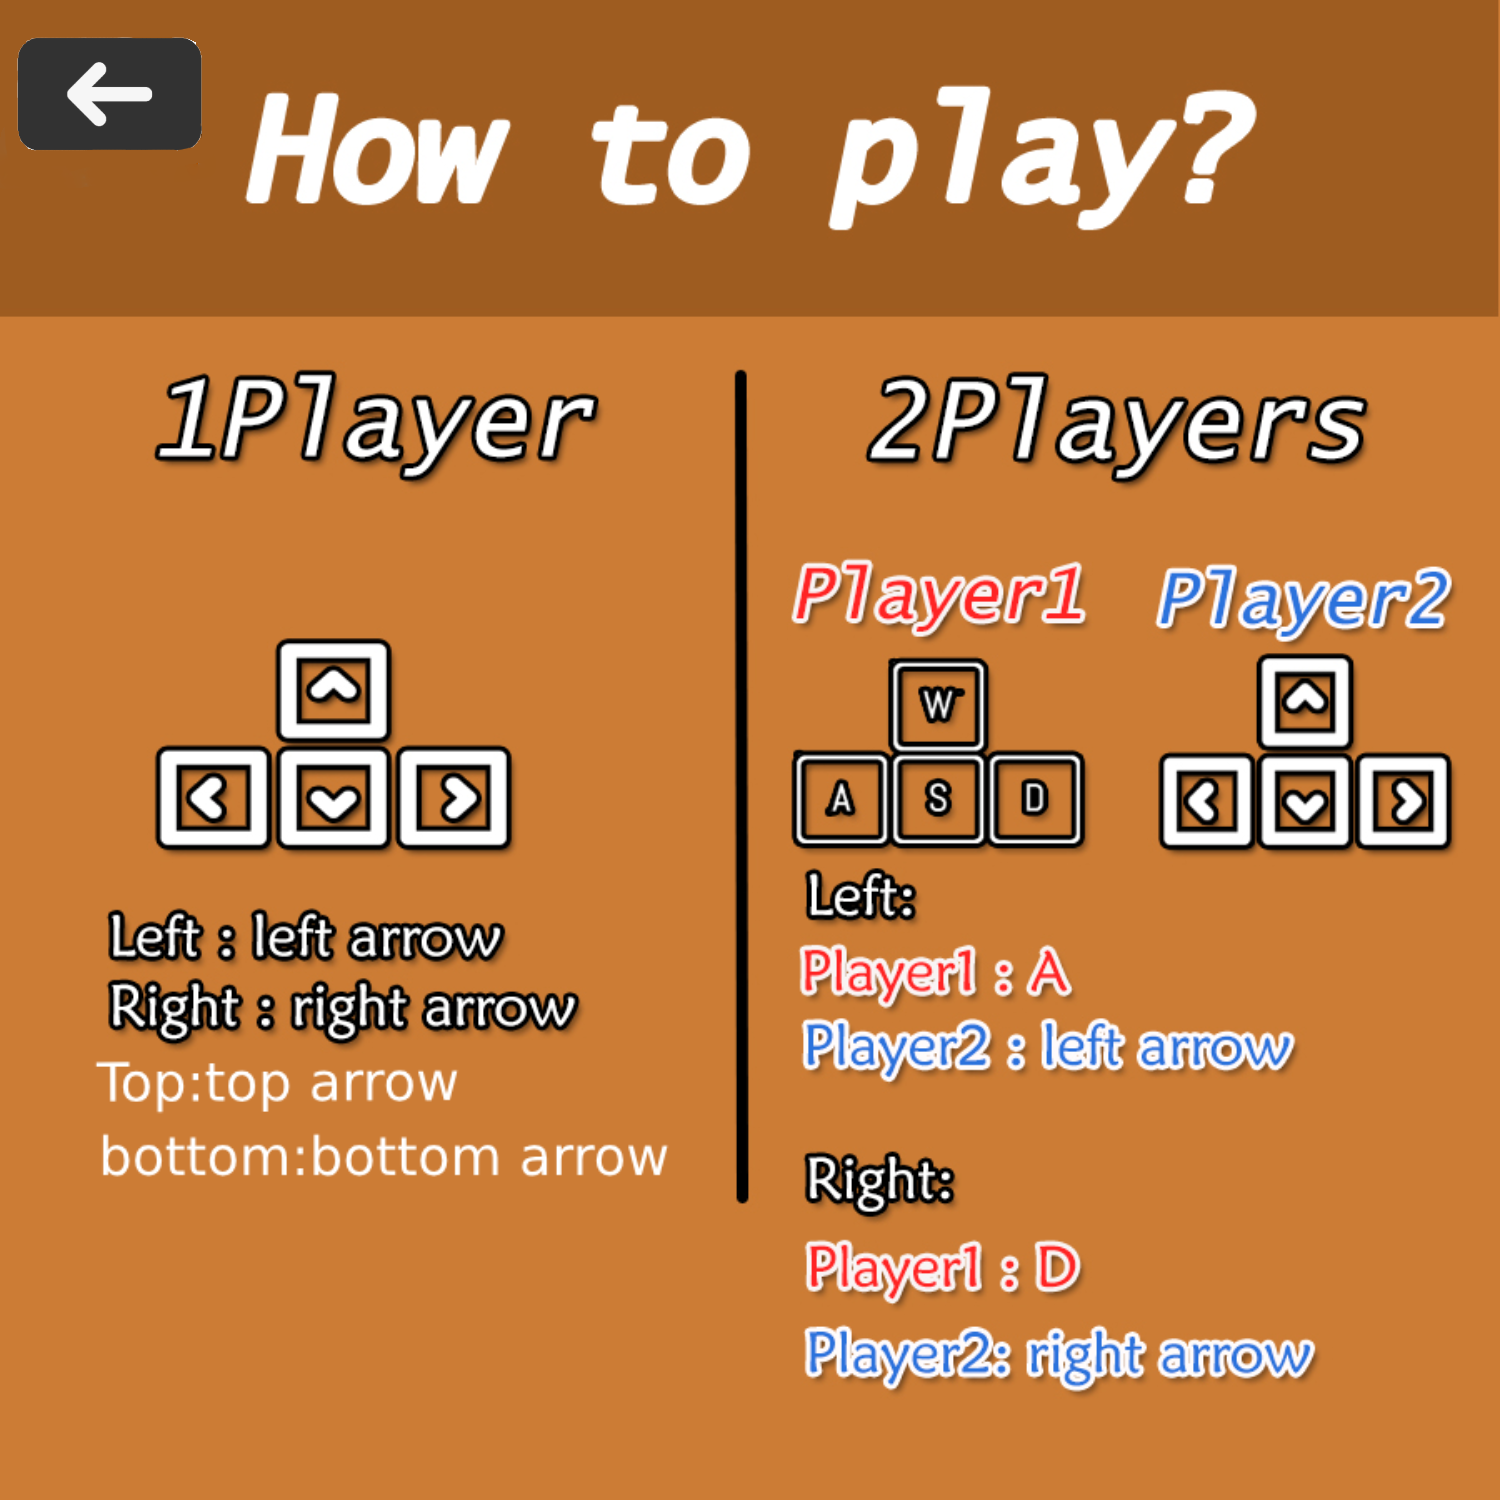 How to play?
1Player
Left : left arrow
Right : right arrow
Top:top arrow
bottom:bottom arrow
2Players
Player1
W
A S D
Player2
Left:
Player1 : A
Player2 : left arrow
Right:
Player1 : D
Player2: right arrow